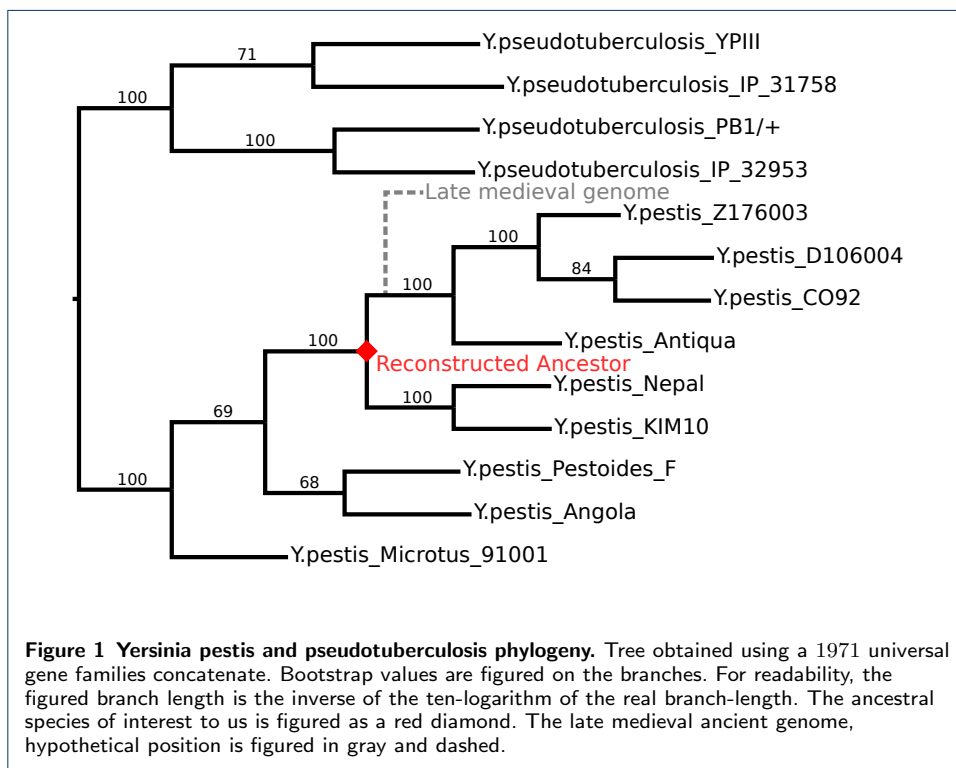 Y.pseudotuberculosis_YPIII
71
Y.pseudotuberculosis_IP_31758
100
Y.pseudotuberculosis_PB1/+
100
Y.pseudotuberculosis_IP_32953
Late medieval genome
Y.pestis_Z176003
100
Y.pestis_D106004
84
100
Y.pestis_CO92
Y.pestis_Antiqua
100
Reconstructed Ancestor
Y.pestis_Nepal
100
69
Y.pestis_KIM10
Y.pestis_Pestoides_F
100
68
Y.pestis_Angola
Y.pestis_Microtus_91001
Figure 1 Yersinia pestis and pseudotuberculosis phylogeny. Tree obtained using a 1971 universal
gene families concatenate. Bootstrap values are figured on the branches. For readability, the
figured branch length is the inverse of the ten-logarithm of the real branch-length. The ancestral
species of interest to us is figured as a red diamond. The late medieval ancient genome,
hypothetical position is figured in gray and dashed.